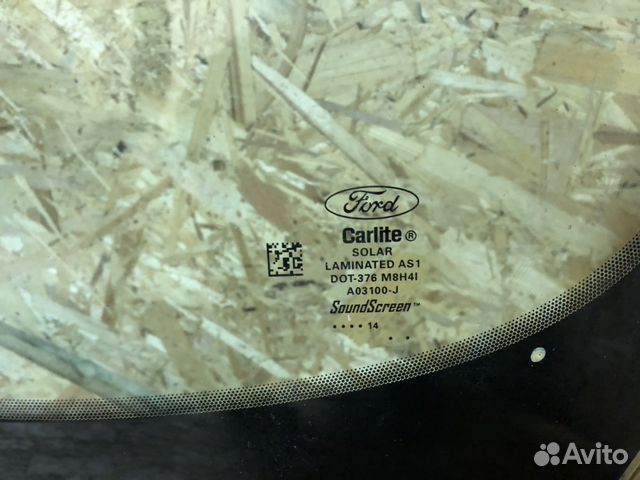 Ford
Carlite ®
SOLAR
LAMINATED AS1
DOT-376 M8H4I
A03100-J
SoundScreen™
•••• 14
• •
Avito